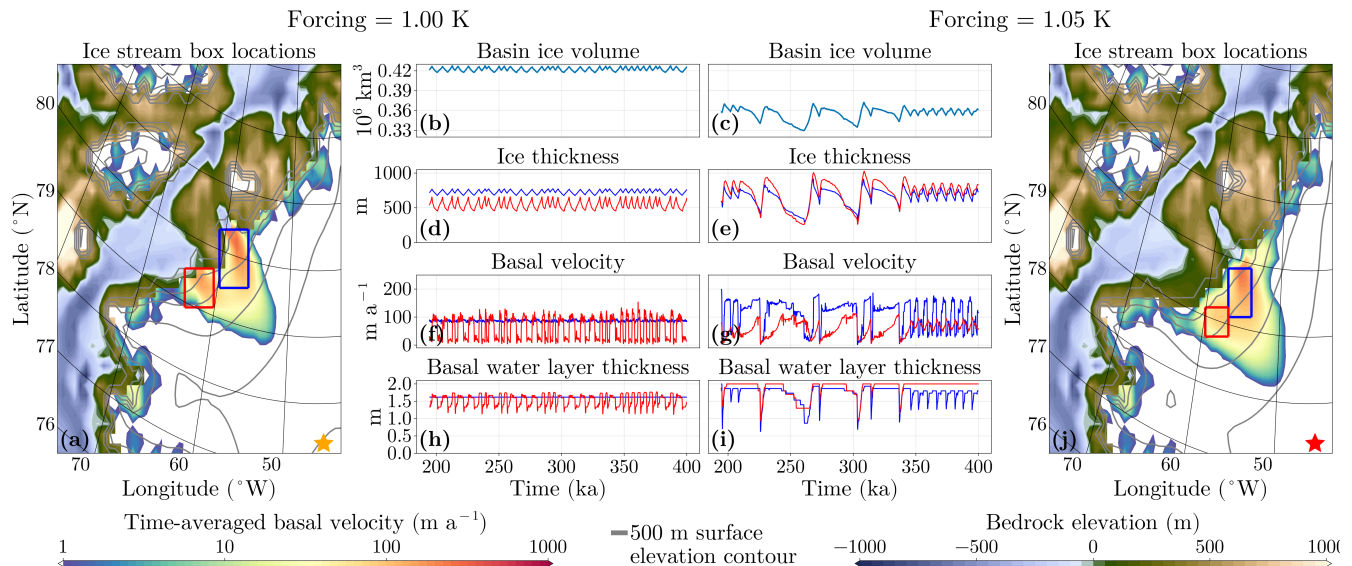 Forcing = 1.00 K
Forcing = 1.05 K
Ice stream box locations
Basin ice volume
Basin ice volume
Ice stream box locations
80
79
78
77
76
70
60
50
Latitude (°N)
Longitude (°W)
(a)
0.42
0.39
0.36
0.33
10⁶ km³
(b)
(c)
Ice thickness
Ice thickness
1000
500
0
m
(d)
(e)
Basal velocity
Basal velocity
200
100
0
m a⁻¹
(f)
(g)
Basal water layer thickness
Basal water layer thickness
2.0
1.5
1.0
0.5
0.0
m
(h)
(i)
200
250
300
350
400
200
250
300
350
400
Time (ka)
Time (ka)
80
79
78
77
76
70
60
50
Latitude (°N)
Longitude (°W)
(j)
Time-averaged basal velocity (m a⁻¹)
1
10
100
1000
500 m surface
elevation contour
Bedrock elevation (m)
−1000
−500
0
500
1000